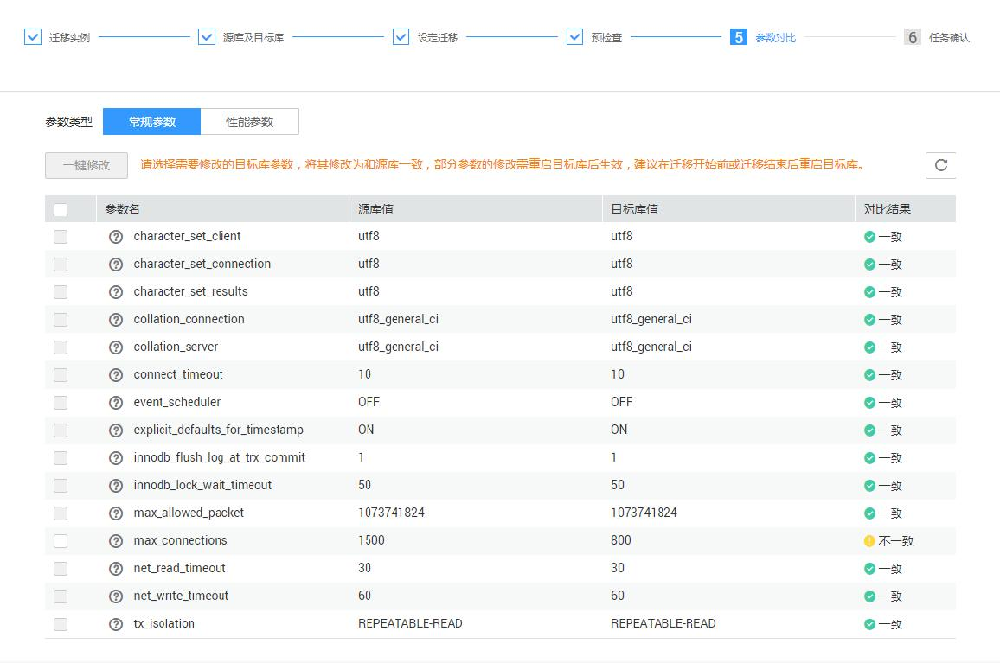 迁移实例 源库及目标库 设定迁移 预检查 5 参数对比 6 任务确认
参数类型 常规参数 性能参数
一键修改 请选择需要修改的目标库参数，将其修改为和源库一致，部分参数的修改需重启目标库后生效，建议在迁移开始前或迁移结束后重启目标库。
参数名 源库值 目标库值 对比结果
character_set_client utf8 utf8 一致
character_set_connection utf8 utf8 一致
character_set_results utf8 utf8 一致
collation_connection utf8_general_ci utf8_general_ci 一致
collation_server utf8_general_ci utf8_general_ci 一致
connect_timeout 10 10 一致
event_scheduler OFF OFF 一致
explicit_defaults_for_timestamp ON ON 一致
innodb_flush_log_at_trx_commit 1 1 一致
innodb_lock_wait_timeout 50 50 一致
max_allowed_packet 1073741824 1073741824 一致
max_connections 1500 800 不一致
net_read_timeout 30 30 一致
net_write_timeout 60 60 一致
tx_isolation REPEATABLE-READ REPEATABLE-READ 一致